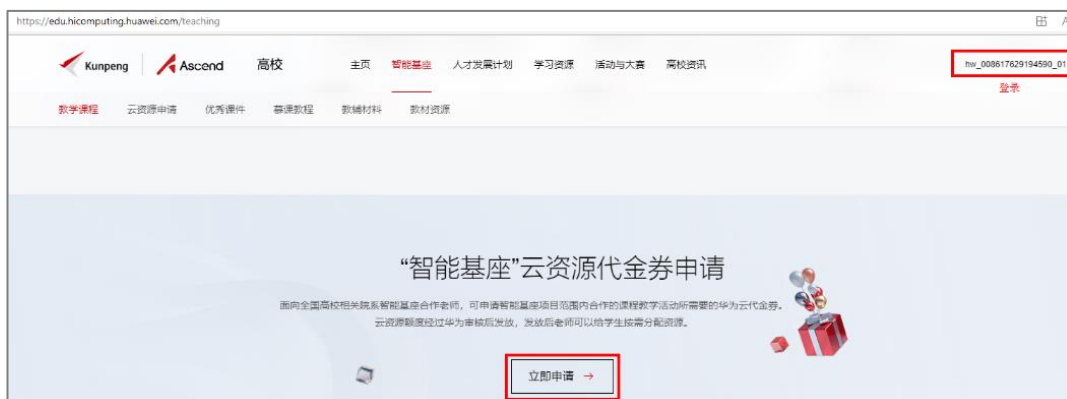 https://edu.hicomputing.huawei.com/teaching
Kunpeng Ascend 高校 主页 智能基座 人才发展计划 学习资源 活动与大赛 高校资讯 hw_008617629194590_01
登录
教学课程 云资源申请 优秀课件 慕课教程 教辅材料 教材资源
“智能基座”云资源代金券申请
面向全国高校相关院系智能基座合作老师，可申请智能基座项目范围内合作的课程教学活动所需要的华为云代金券。
云资源额度经过华为审核后发放，发放后老师可以给学生按需分配资源。
立即申请 →